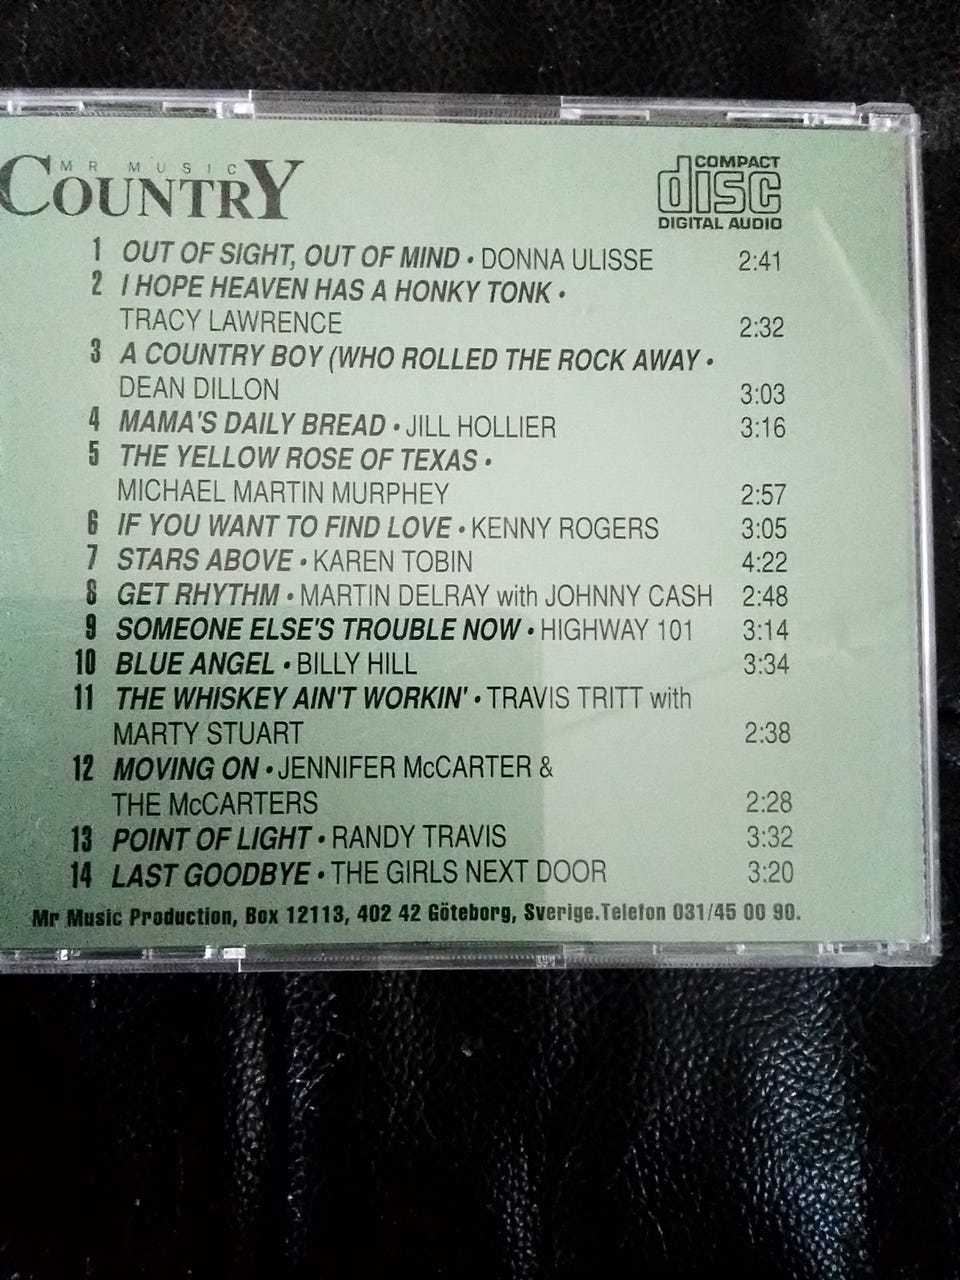 MR MUSIC
COUNTRY
COMPACT
disc
DIGITAL AUDIO
1 OUT OF SIGHT, OUT OF MIND • DONNA ULISSE 2:41
2 I HOPE HEAVEN HAS A HONKY TONK •
TRACY LAWRENCE 2:32
3 A COUNTRY BOY (WHO ROLLED THE ROCK AWAY •
DEAN DILLON 3:03
4 MAMA'S DAILY BREAD • JILL HOLLIER 3:16
5 THE YELLOW ROSE OF TEXAS •
MICHAEL MARTIN MURPHEY 2:57
6 IF YOU WANT TO FIND LOVE • KENNY ROGERS 3:05
7 STARS ABOVE • KAREN TOBIN 4:22
8 GET RHYTHM • MARTIN DELRAY with JOHNNY CASH 2:48
9 SOMEONE ELSE'S TROUBLE NOW • HIGHWAY 101 3:14
10 BLUE ANGEL • BILLY HILL 3:34
11 THE WHISKEY AIN'T WORKIN' • TRAVIS TRITT with
MARTY STUART 2:38
12 MOVING ON • JENNIFER McCARTER &
THE McCARTERS 2:28
13 POINT OF LIGHT • RANDY TRAVIS 3:32
14 LAST GOODBYE • THE GIRLS NEXT DOOR 3:20
Mr Music Production, Box 12113, 402 42 Göteborg, Sverige.Telefon 031/45 00 90.